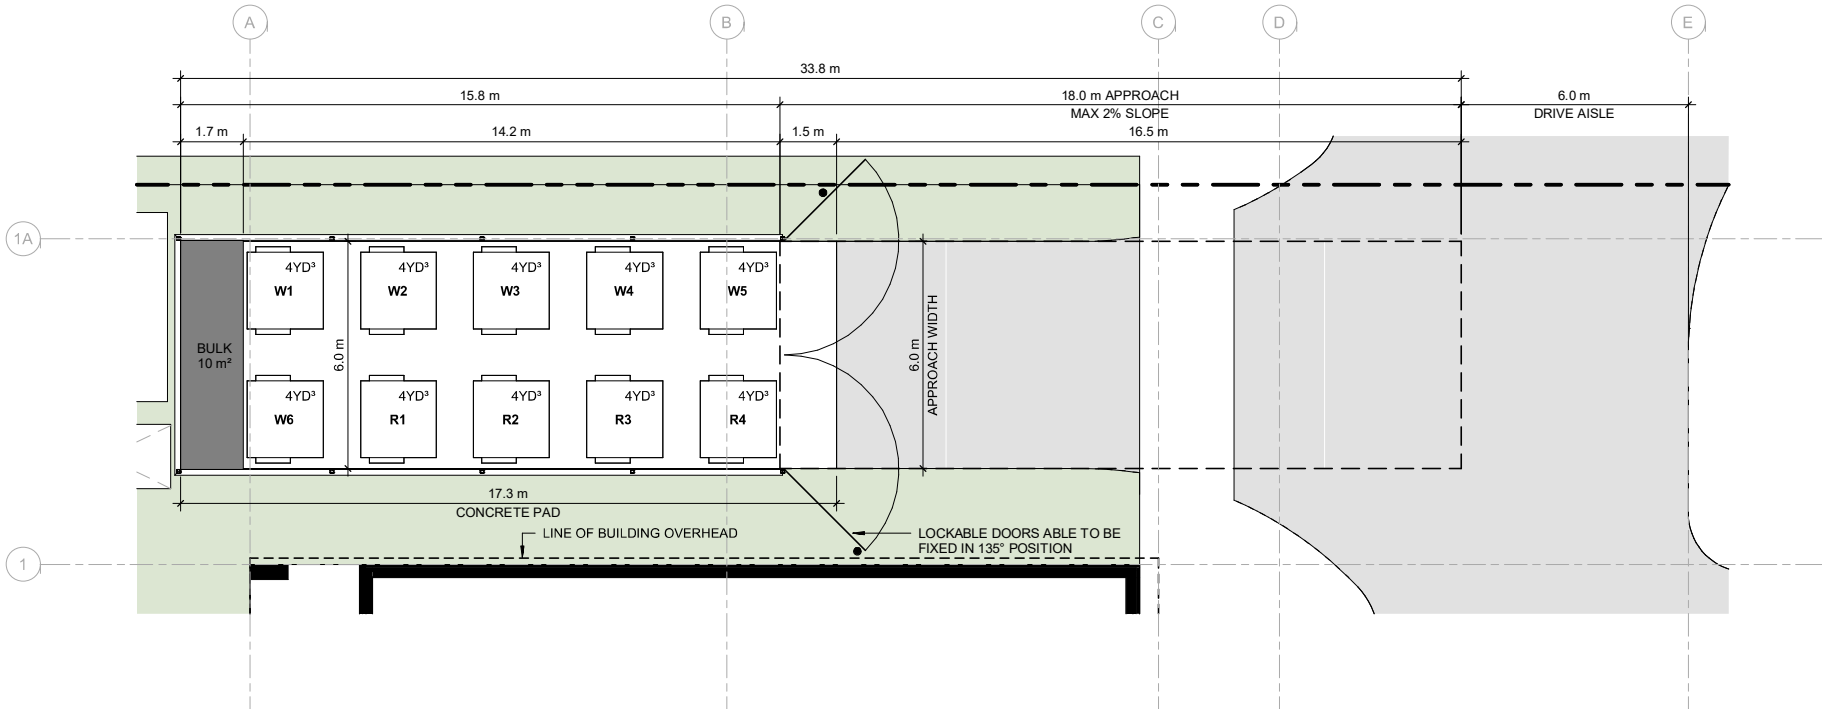 A
B
C
D
E
33.8 m
15.8 m
18.0 m APPROACH
MAX 2% SLOPE
6.0 m
DRIVE AISLE
1.7 m
14.2 m
1.5 m
16.5 m
1A
4YD³
W1
4YD³
W2
4YD³
W3
4YD³
W4
4YD³
W5
BULK
10 m²
6.0 m
6.0 m
APPROACH WIDTH
4YD³
W6
4YD³
R1
4YD³
R2
4YD³
R3
4YD³
R4
17.3 m
CONCRETE PAD
LINE OF BUILDING OVERHEAD
LOCKABLE DOORS ABLE TO BE
FIXED IN 135° POSITION
1